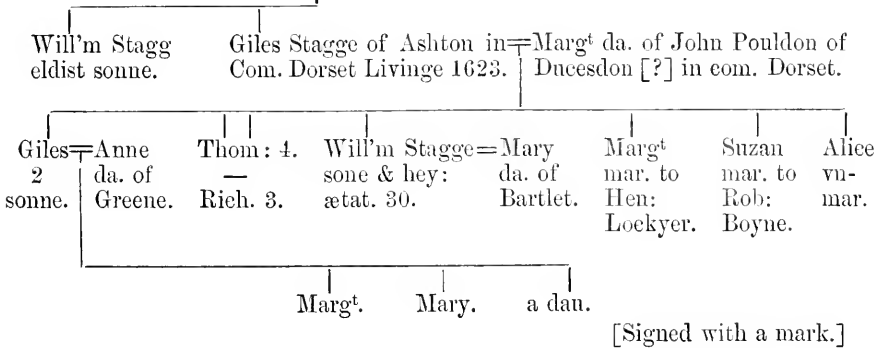 Will'm Stagg
eldist sonne.
Giles Stagge of Ashton in=Margᵗ da. of John Pouldon of
Com. Dorset Livinge 1623. Ducesdon [?] in com. Dorset.
Giles=Anne
2 da. of
sonne. Greene.
Thom: 4.
—
Rich. 3.
Will'm Stagge=Mary
sone & hey: da. of
ætat. 30. Bartlet.
Margᵗ
mar. to
Hen:
Lockyer.
Suzan
mar. to
Rob:
Boyne.
Alice
vn-
mar.
Margᵗ. Mary. a dau.
[Signed with a mark.]